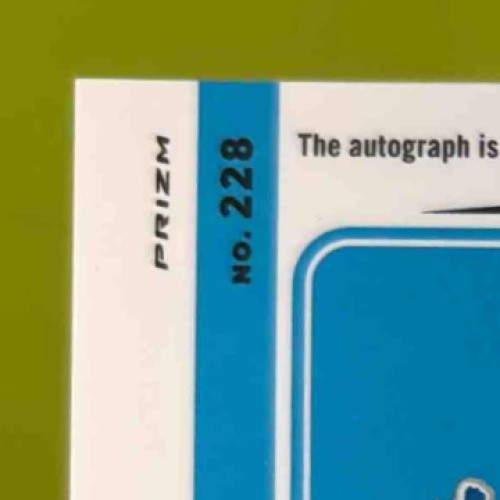 PRIZM
NO. 228
The autograph is